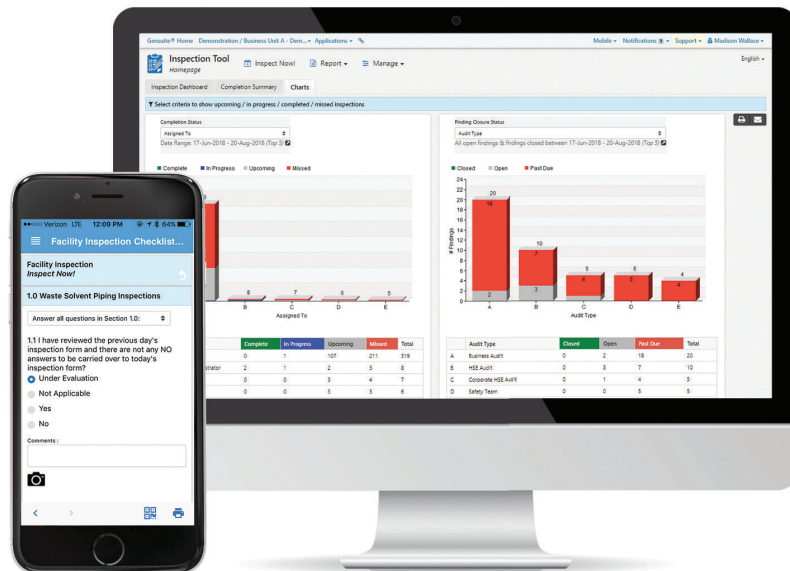 Gensuite® Home Demonstration / Business Unit A - Dem... Applications
Mobile Notifications 5 Support Madison Wallace
Inspection Tool
Homepage
Inspect Now!
Report
Manage
English
Inspection Dashboard Completion Summary Charts
Select criteria to show upcoming / in progress / completed / missed inspections
Completion Status
Assigned To
Date Range: 17-Jun-2018 - 20-Aug-2018 (Top 5)
Complete In Progress Upcoming Missed
8 7 5 5
B C D E
Assigned To
Complete In Progress Upcoming Missed Total
0 1 107 211 319
istrator 2 1 2 3 8
0 0 3 4 7
0 0 3 3 6
Finding Closure Status
Audit Type
All open findings & findings closed between 17-Jun-2018 - 20-Aug-2018 (Top 5)
Closed Open Past Due
# Findings
24
22
20
18
16
14
12
10
8
6
4
2
0
20 10 5 5 4
18 7 4 5 4
2 3
A B C D E
Audit Type
Audit Type Closed Open Past Due Total
A Business Audit 0 2 18 20
B HSE Audit 0 3 7 10
C Corporate HSE Audit 0 1 4 5
D Safety Team 0 0 5 5
Verizon LTE 12:09 PM 64%
Facility Inspection Checklist...
Facility Inspection
Inspect Now!
1.0 Waste Solvent Piping Inspections
Answer all questions in Section 1.0:
1.1 I have reviewed the previous day's
inspection form and there are not any NO
answers to be carried over to today's
inspection form?
Under Evaluation
Not Applicable
Yes
No
Comments :